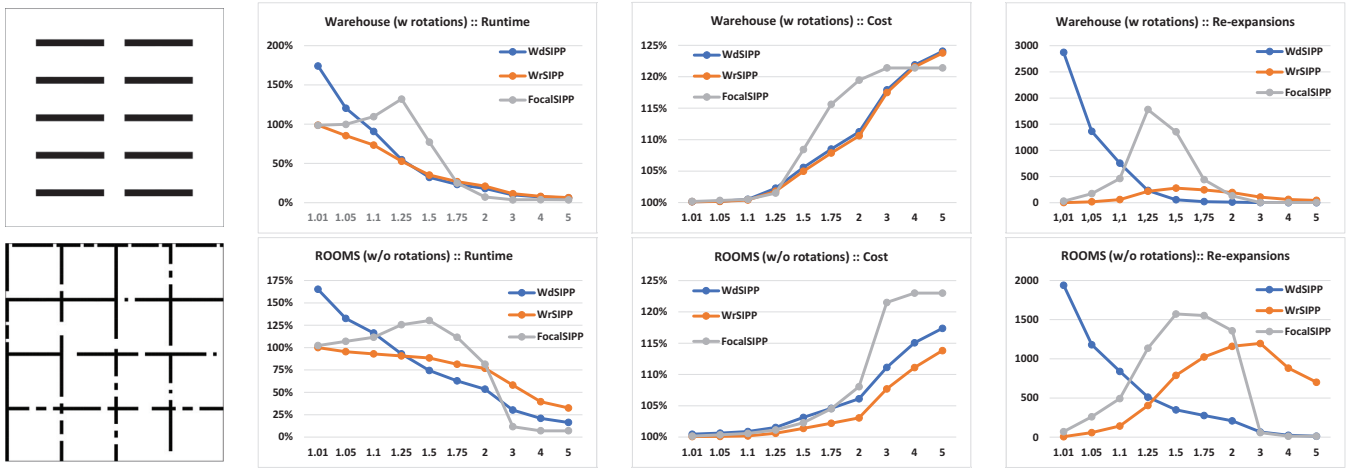 Warehouse (w rotations) :: Runtime
200%
150%
100%
50%
0%
WdSIPP
WrSIPP
FocalSIPP
1.01 1.05 1.1 1.25 1.5 1.75 2 3 4 5
Warehouse (w rotations) :: Cost
125%
120%
115%
110%
105%
100%
WdSIPP
WrSIPP
FocalSIPP
1.01 1.05 1.1 1.25 1.5 1.75 2 3 4 5
Warehouse (w rotations) :: Re-expansions
3000
2500
2000
1500
1000
500
0
WdSIPP
WrSIPP
FocalSIPP
1,01 1,05 1,1 1,25 1,5 1,75 2 3 4 5
ROOMS (w/o rotations) :: Runtime
175%
150%
125%
100%
75%
50%
25%
0%
WdSIPP
WrSIPP
FocalSIPP
1.01 1.05 1.1 1.25 1.5 1.75 2 3 4 5
ROOMS (w/o rotations) :: Cost
125%
120%
115%
110%
105%
100%
WdSIPP
WrSIPP
FocalSIPP
1.01 1.05 1.1 1.25 1.5 1.75 2 3 4 5
ROOMS (w/o rotations):: Re-expansions
2000
1500
1000
500
0
WdSIPP
WrSIPP
FocalSIPP
1.01 1.05 1.1 1.25 1.5 1.75 2 3 4 5